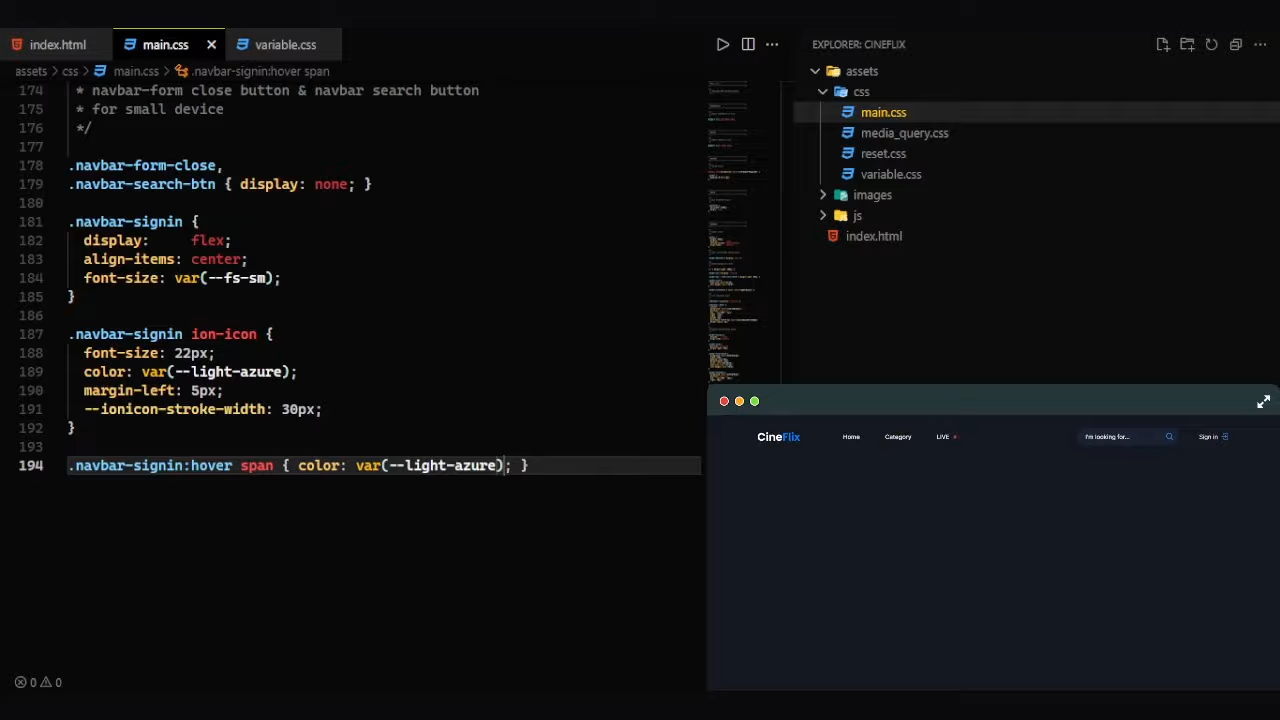 index.html
main.css
variable.css
EXPLORER: CINEFLIX
assets > css > main.css > .navbar-signin:hover span
174 * navbar-form close button & navbar search button
175 * for small device
176 */
177
178 .navbar-form-close,
179 .navbar-search-btn { display: none; }
180
181 .navbar-signin {
182 display: flex;
183 align-items: center;
184 font-size: var(--fs-sm);
185 }
186
187 .navbar-signin ion-icon {
188 font-size: 22px;
189 color: var(--light-azure);
190 margin-left: 5px;
191 --ionicon-stroke-width: 30px;
192 }
193
194 .navbar-signin:hover span { color: var(--light-azure); }
0 0
assets
css
main.css
media_query.css
reset.css
variable.css
images
js
index.html
CineFlix Home Category LIVE I'm looking for... Sign in